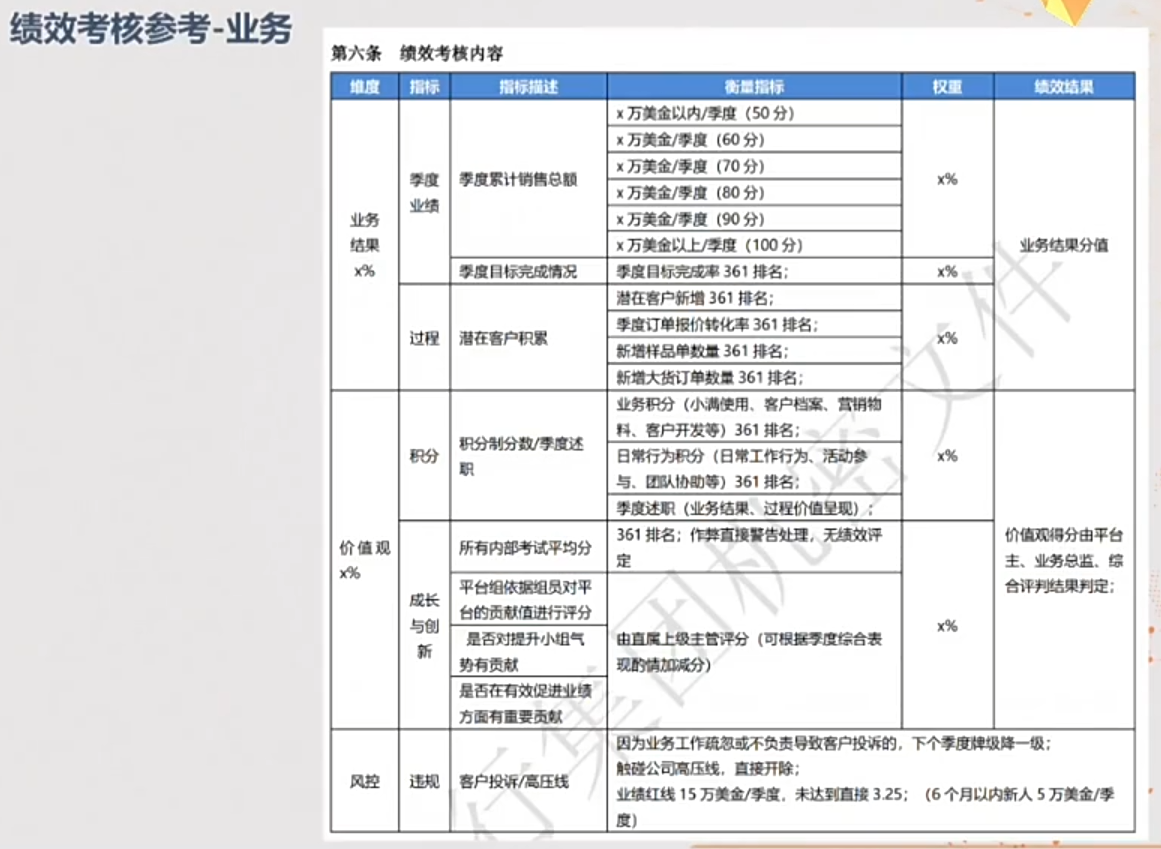 绩效考核参考-业务
第六条 绩效考核内容
维度 指标 指标描述 衡量指标 权重 绩效结果
业务
结果
x%
季度
业绩
季度累计销售总额
x 万美金以内/季度（50 分）
x 万美金/季度（60 分）
x 万美金/季度（70 分）
x 万美金/季度（80 分）
x 万美金/季度（90 分）
x 万美金以上/季度（100 分）
x%
业务结果分值
季度目标完成情况
季度目标完成率 361 排名；
x%
过程
潜在客户积累
潜在客户新增 361 排名；
季度订单报价转化率 361 排名；
新增样品单数量 361 排名；
新增大货订单数量 361 排名；
x%
价值观
x%
积分
积分制分数/季度述
职
业务积分（小满使用、客户档案、营销物
料、客户开发等）361 排名；
日常行为积分（日常工作行为、活动参
与、团队协助等）361 排名；
季度述职（业务结果、过程价值呈现）；
x%
价值观得分由平台
主、业务总监、综
合评判结果判定；
成长
与创
新
所有内部考试平均分
361 排名；作弊直接警告处理，无绩效评
定
平台组依据组员对平
台的贡献值进行评分
是否对提升小组气
势有贡献
是否在有效促进业绩
方面有重要贡献
由直属上级主管评分（可根据季度综合表
现酌情加减分）
x%
风控
违规
客户投诉/高压线
因为业务工作疏忽或不负责导致客户投诉的，下个季度牌级降一级；
触碰公司高压线，直接开除；
业绩红线 15 万美金/季度，未达到直接 3.25；（6 个月以内新人 5 万美金/季
度）
行集团机密文件